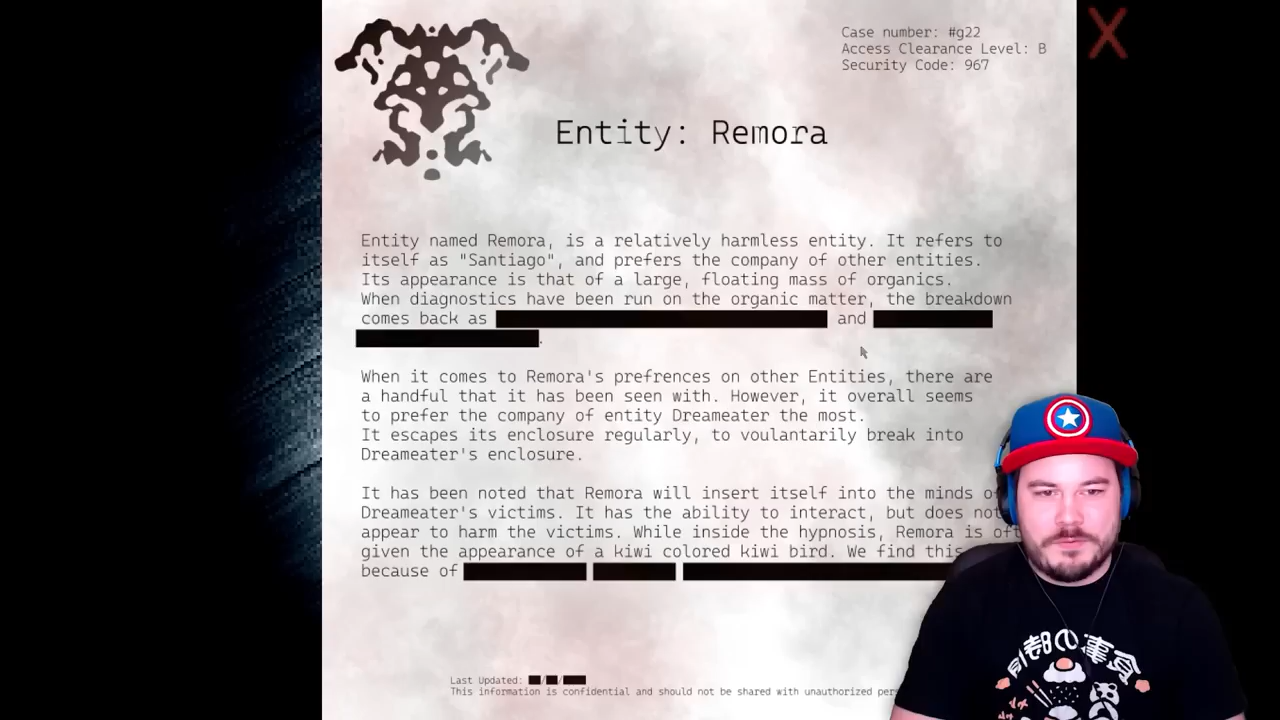 Case number: #g22
Access Clearance Level: B
Security Code: 967
X
Entity: Remora
Entity named Remora, is a relatively harmless entity. It refers to
itself as "Santiago", and prefers the company of other entities.
Its appearance is that of a large, floating mass of organics.
When diagnostics have been run on the organic matter, the breakdown
comes back as and
.
When it comes to Remora's prefrences on other Entities, there are
a handful that it has been seen with. However, it overall seems
to prefer the company of entity Dreameater the most.
It escapes its enclosure regularly, to voulantarily break into
Dreameater's enclosure.
It has been noted that Remora will insert itself into the minds
Dreameater's victims. It has the ability to interact, but does not
appear to harm the victims. While inside the hypnosis, Remora is
given the appearance of a kiwi colored kiwi bird. We find this
because of
Last Updated: / /
This information is confidential and should not be shared with unauthorized